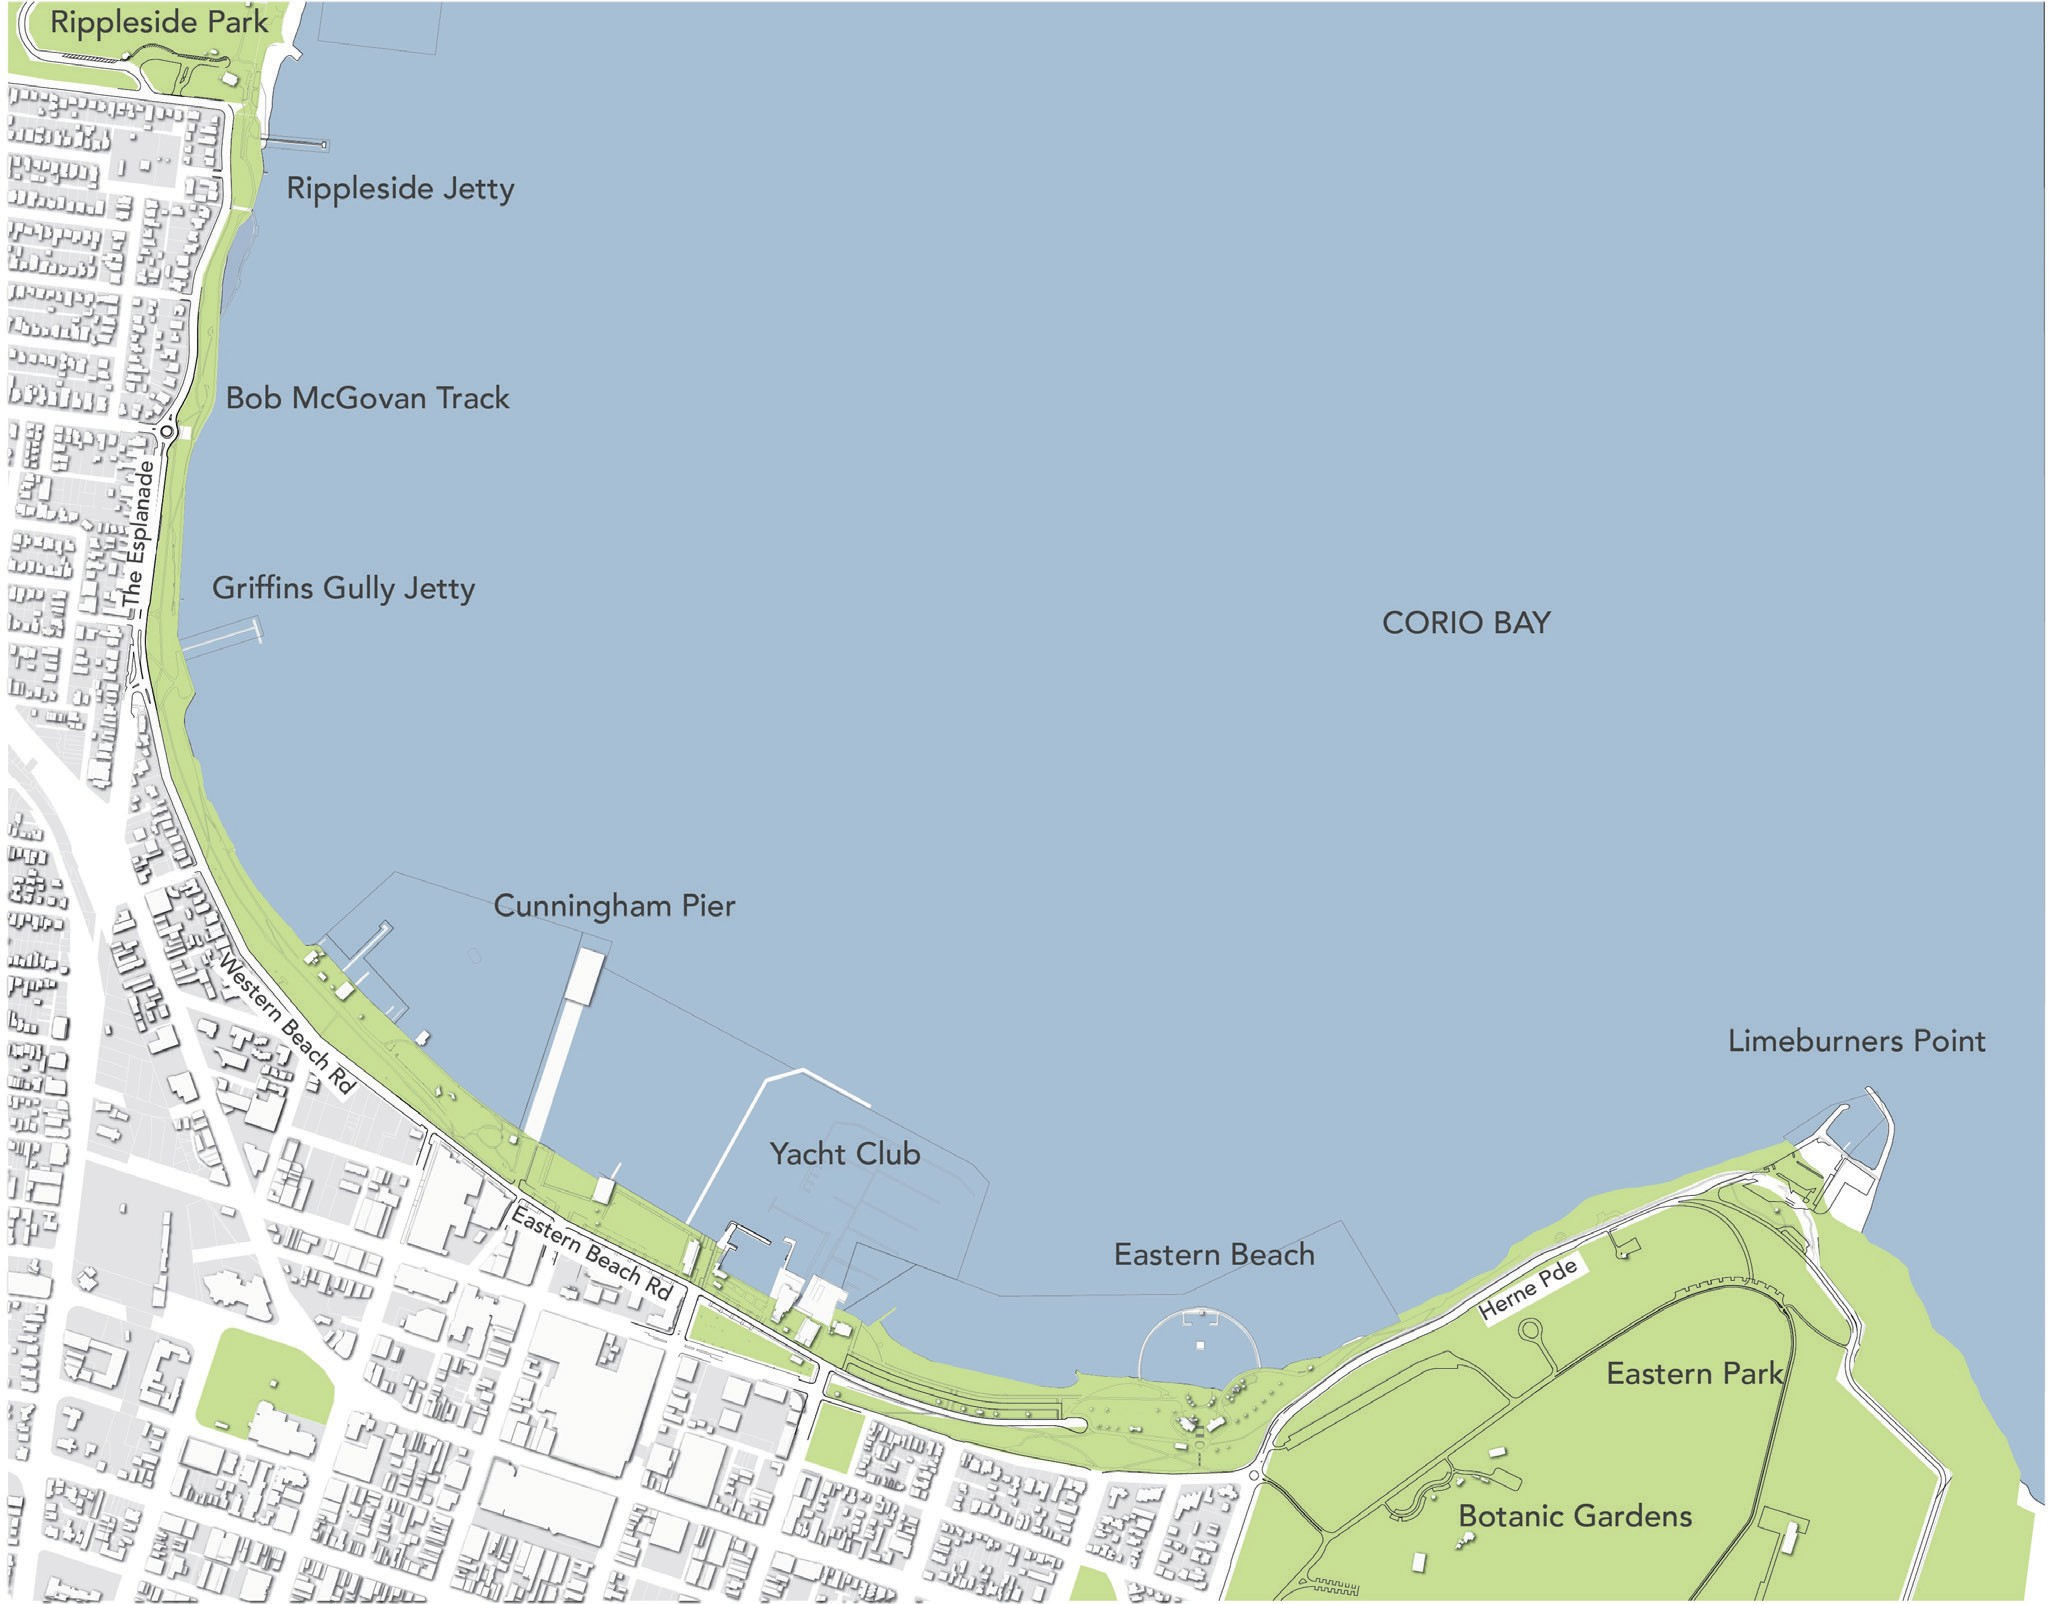 Rippleside Park
Rippleside Jetty
Bob McGovan Track
The Esplanade
Griffins Gully Jetty
CORIO BAY
Cunningham Pier
Western Beach Rd
Limeburners Point
Yacht Club
Eastern Beach Rd
Eastern Beach
Herne Pde
Eastern Park
Botanic Gardens